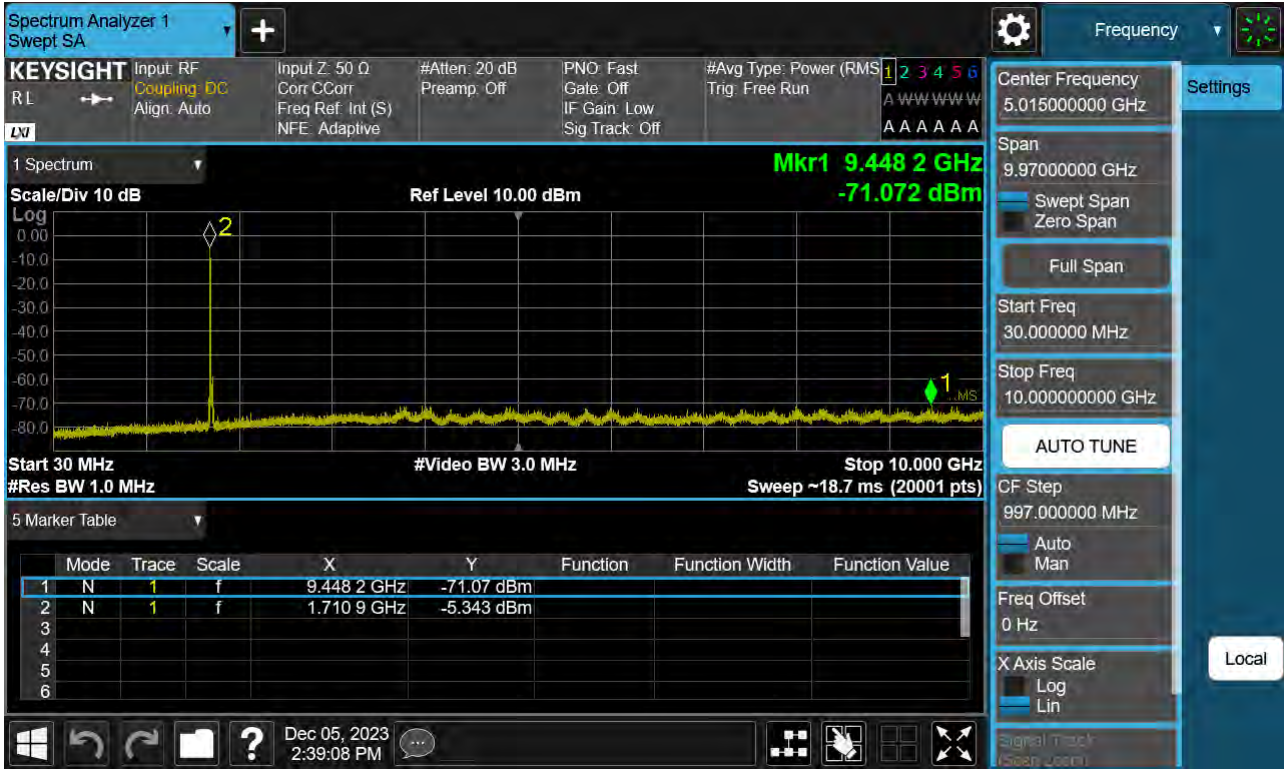 Spectrum Analyzer 1
Swept SA
Frequency
KEYSIGHT
RL
LXI
Input: RF
Coupling: DC
Align: Auto
Input Z: 50 Ω
Corr CCorr
Freq Ref: Int (S)
NFE: Adaptive
#Atten: 20 dB
Preamp: Off
PNO: Fast
Gate: Off
IF Gain: Low
Sig Track: Off
#Avg Type: Power (RMS
Trig: Free Run
1 2 3 4 5 6
A W W W W W
A A A A A A
Center Frequency
5.015000000 GHz
Settings
Span
9.97000000 GHz
Swept Span
Zero Span
Full Span
Start Freq
30.000000 MHz
Stop Freq
10.000000000 GHz
AUTO TUNE
CF Step
997.000000 MHz
Auto
Man
Freq Offset
0 Hz
X Axis Scale
Log
Lin
Signal Track
(Span Zoom)
Local
1 Spectrum
Mkr1 9.448 2 GHz
-71.072 dBm
Scale/Div 10 dB
Ref Level 10.00 dBm
Log
0.00
-10.0
-20.0
-30.0
-40.0
-50.0
-60.0
-70.0
-80.0
2
1
Start 30 MHz
#Video BW 3.0 MHz
Stop 10.000 GHz
#Res BW 1.0 MHz
Sweep ~18.7 ms (20001 pts)
5 Marker Table
Mode Trace Scale X Y Function Function Width Function Value
1 N 1 f 9.448 2 GHz -71.07 dBm
2 N 1 f 1.710 9 GHz -5.343 dBm
3
4
5
6
?
Dec 05, 2023
2:39:08 PM